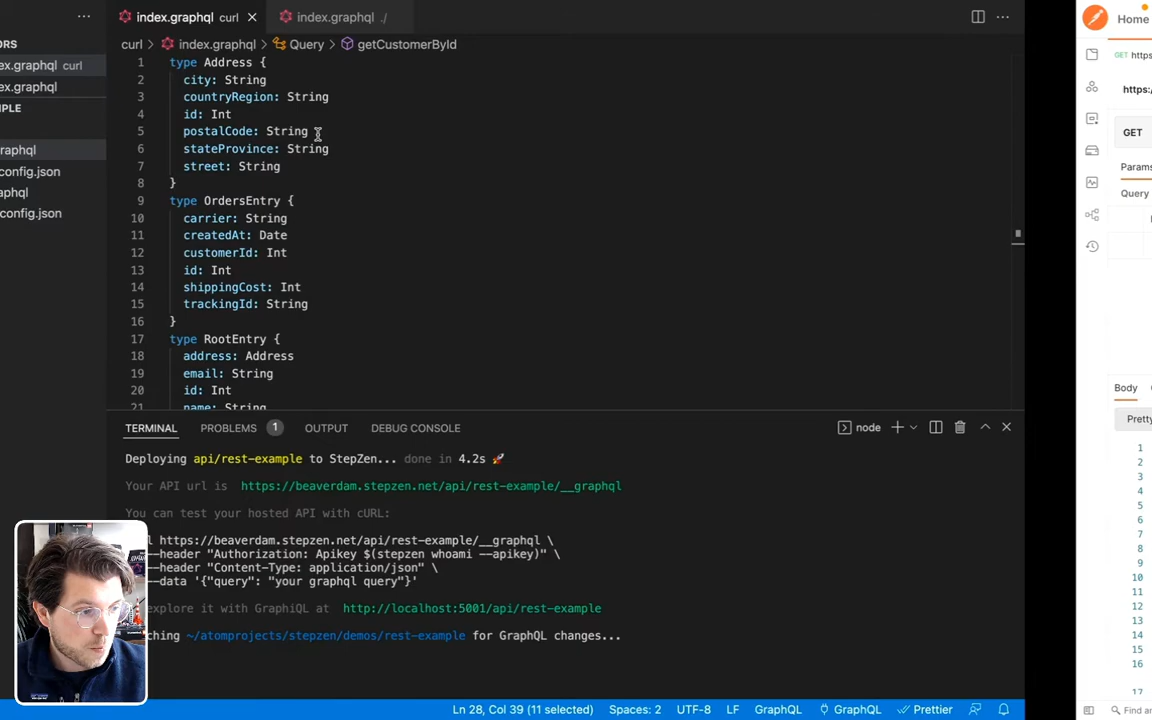 index.graphql curl
index.graphql ./
Home
ORS
ex.graphql curl
ex.graphql
PLE
raphql
config.json
aphql
config.json
curl > index.graphql > Query > getCustomerById
1 type Address {
2 city: String
3 countryRegion: String
4 id: Int
5 postalCode: String
6 stateProvince: String
7 street: String
8 }
9 type OrdersEntry {
10 carrier: String
11 createdAt: Date
12 customerId: Int
13 id: Int
14 shippingCost: Int
15 trackingId: String
16 }
17 type RootEntry {
18 address: Address
19 email: String
20 id: Int
21 name: String
TERMINAL PROBLEMS 1 OUTPUT DEBUG CONSOLE
node
Deploying api/rest-example to StepZen... done in 4.2s 🚀
Your API url is https://beaverdam.stepzen.net/api/rest-example/__graphql
You can test your hosted API with cURL:
l https://beaverdam.stepzen.net/api/rest-example/__graphql \
--header "Authorization: Apikey $(stepzen whoami --apikey)" \
--header "Content-Type: application/json" \
--data '{"query": "your graphql query"}'
explore it with GraphiQL at http://localhost:5001/api/rest-example
ching ~/atomprojects/stepzen/demos/rest-example for GraphQL changes...
Ln 28, Col 39 (11 selected) Spaces: 2 UTF-8 LF GraphQL GraphQL Prettier
GET https
https:/
GET
Params
Query
Body
Pretty
1
2
3
4
5
6
7
8
9
10
11
12
13
14
15
16
17
Find an